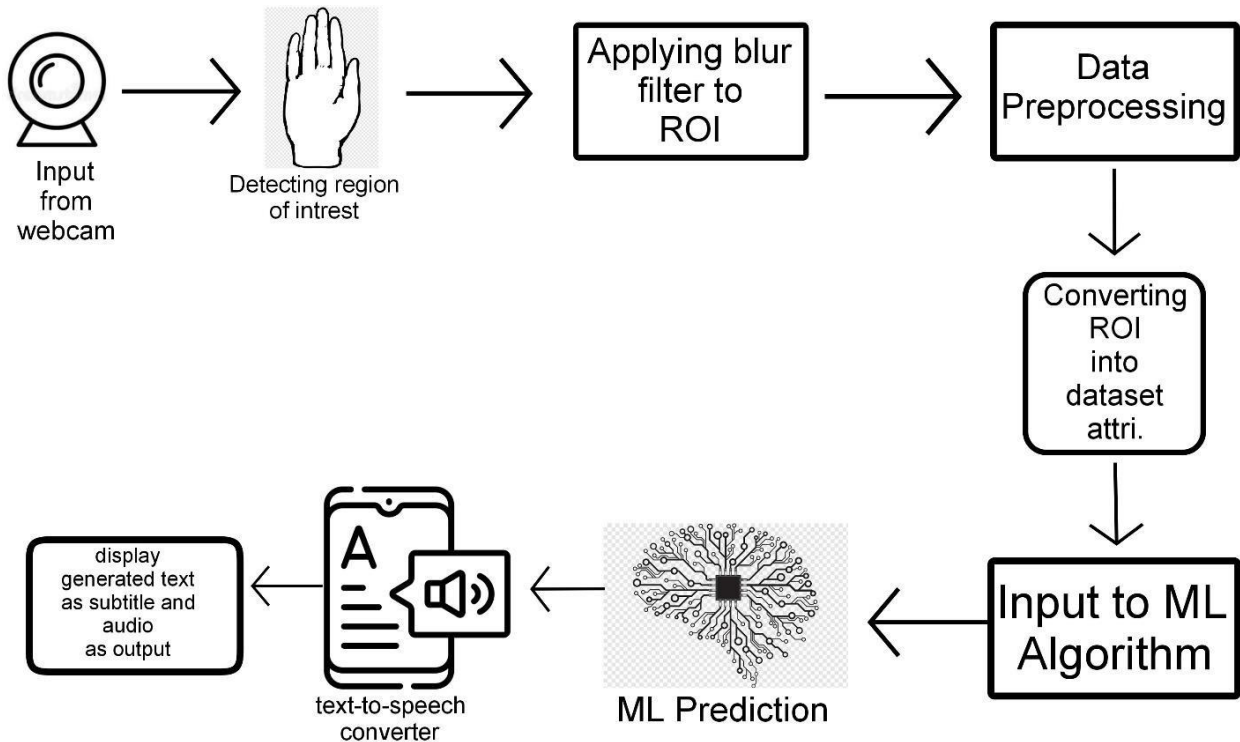 Input
from
webcam
Detecting region
of intrest
Applying blur
filter to
ROI
Data
Preprocessing
Converting
ROI
into
dataset
attri.
Input to ML
Algorithm
ML Prediction
A
text-to-speech
converter
display
generated text
as subtitle and
audio
as output